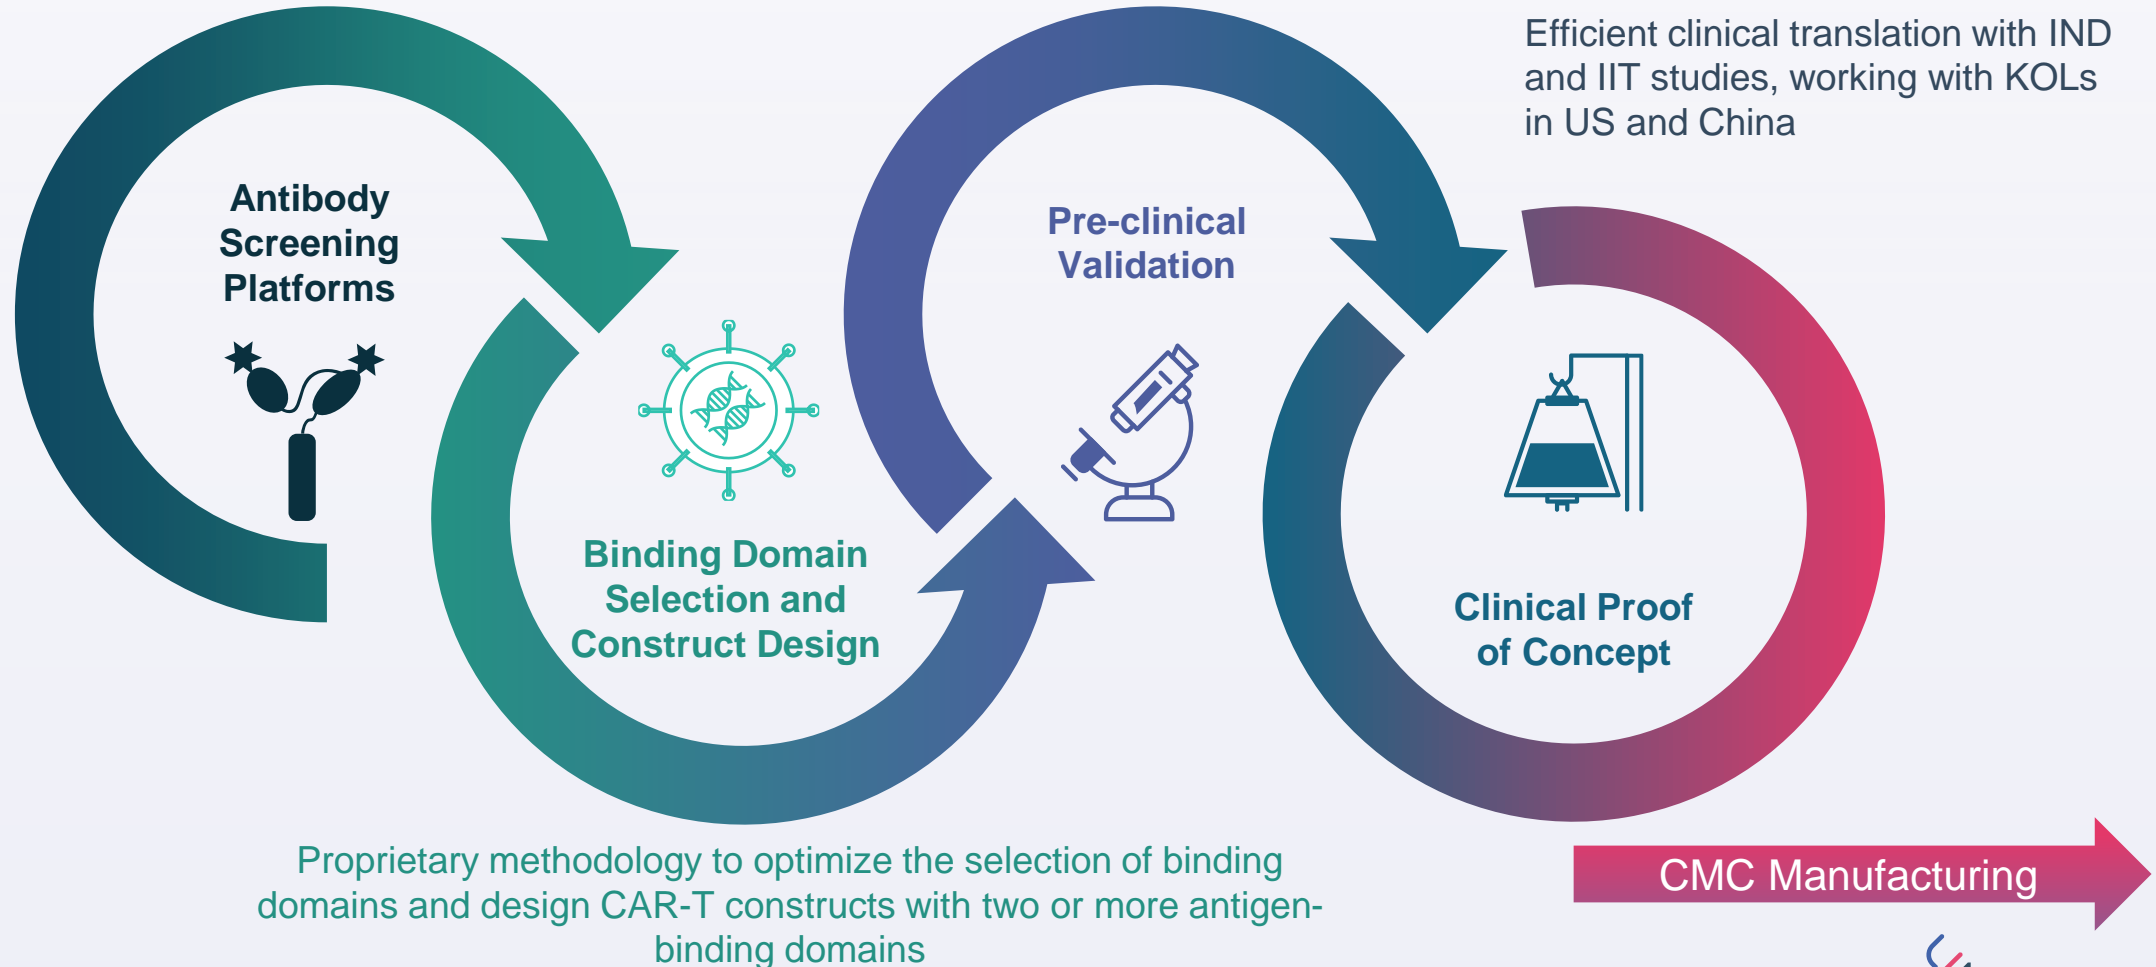 Efficient clinical translation with IND
and IIT studies, working with KOLs
in US and China
Antibody
Screening
Platforms
Pre-clinical
Validation
Binding Domain
Selection and
Construct Design
Clinical Proof
of Concept
Proprietary methodology to optimize the selection of binding
domains and design CAR-T constructs with two or more antigen-
binding domains
CMC Manufacturing